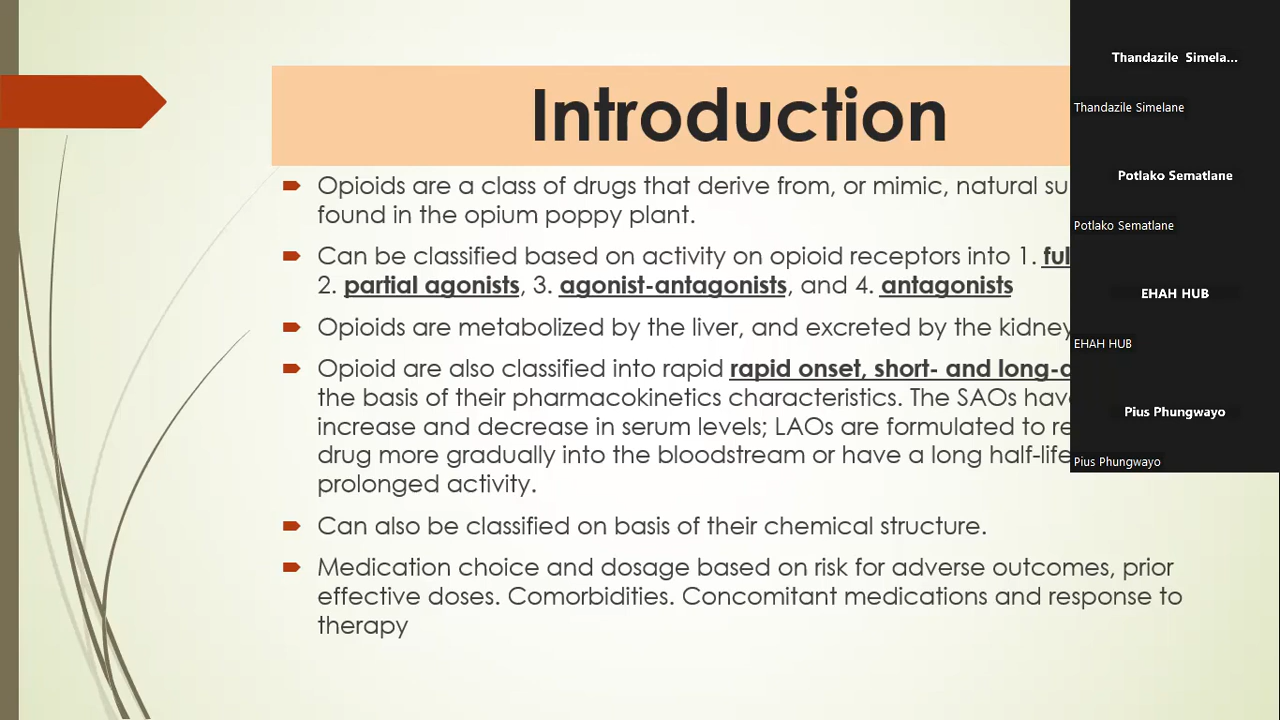 Introduction
Opioids are a class of drugs that derive from, or mimic, natural
found in the opium poppy plant.
Can be classified based on activity on opioid receptors into 1.
2. partial agonists, 3. agonist-antagonists, and 4. antagonists
Opioids are metabolized by the liver, and excreted by the kidney
Opioid are also classified into rapid rapid onset, short- and
the basis of their pharmacokinetics characteristics. The SAOs
increase and decrease in serum levels; LAOs are formulated to
drug more gradually into the bloodstream or have a long half-life
prolonged activity.
Can also be classified on basis of their chemical structure.
Medication choice and dosage based on risk for adverse outcomes, prior
effective doses. Comorbidities. Concomitant medications and response to
therapy
Thandazile Simela...
Thandazile Simelane
Potlako Sematlane
Potlako Sematlane
EHAH HUB
EHAH HUB
Pius Phungwayo
Pius Phungwayo